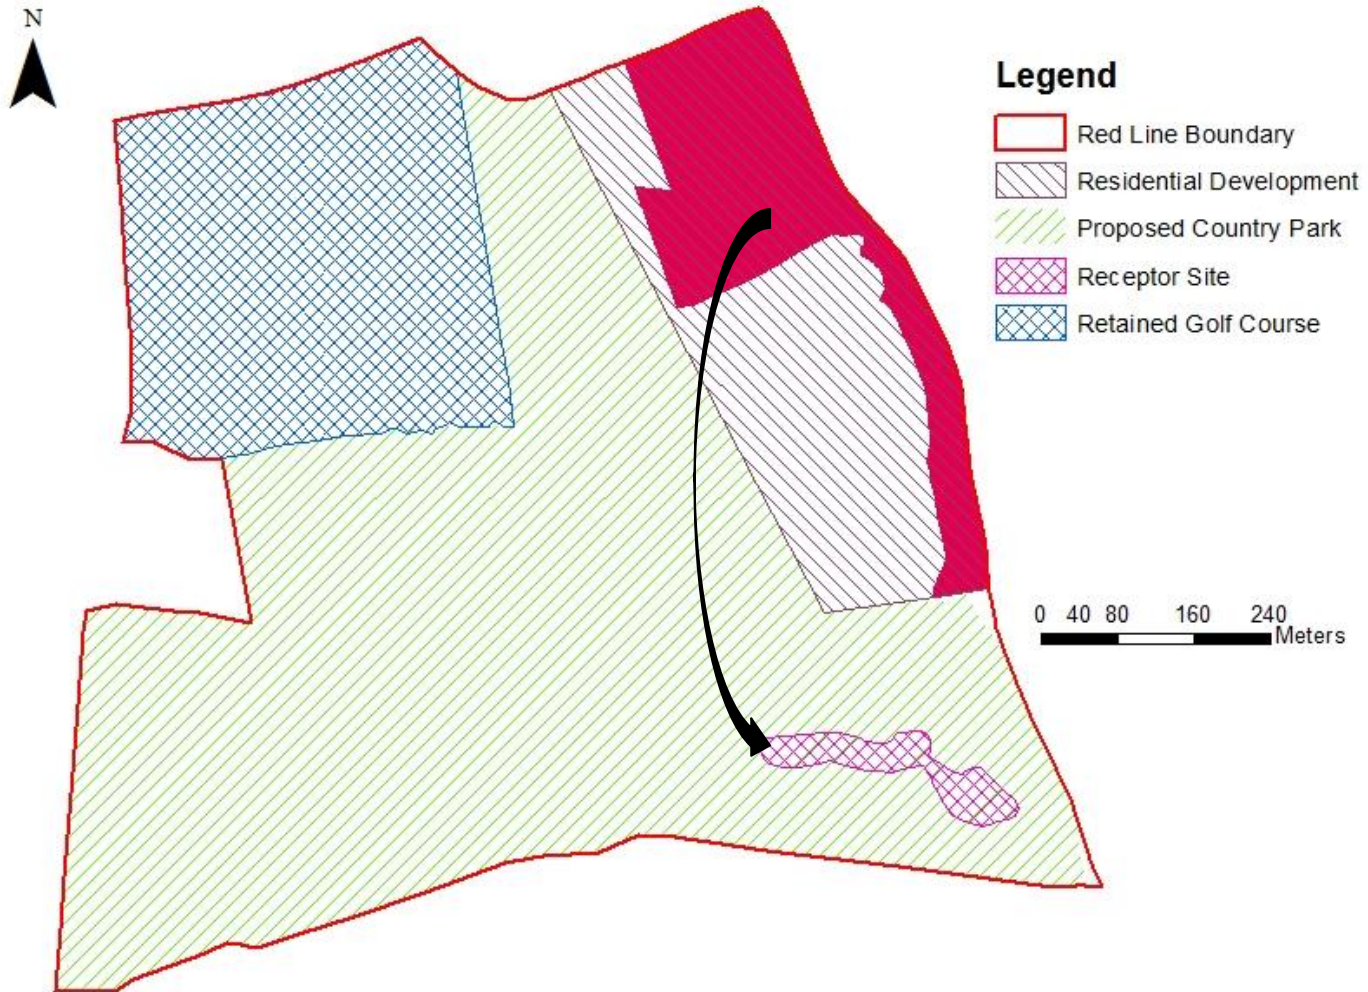 N
Legend
Red Line Boundary
Residential Development
Proposed Country Park
Receptor Site
Retained Golf Course
0 40 80 160 240
Meters